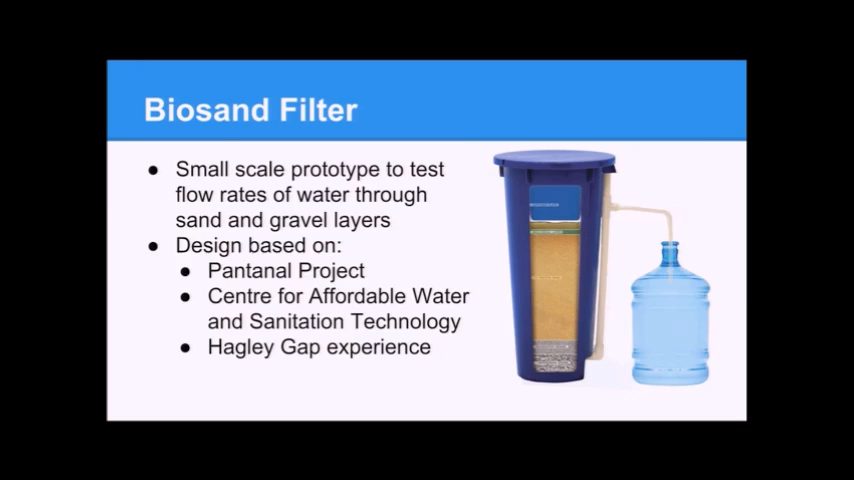 Biosand Filter
● Small scale prototype to test
flow rates of water through
sand and gravel layers
● Design based on:
● Pantanal Project
● Centre for Affordable Water
and Sanitation Technology
● Hagley Gap experience